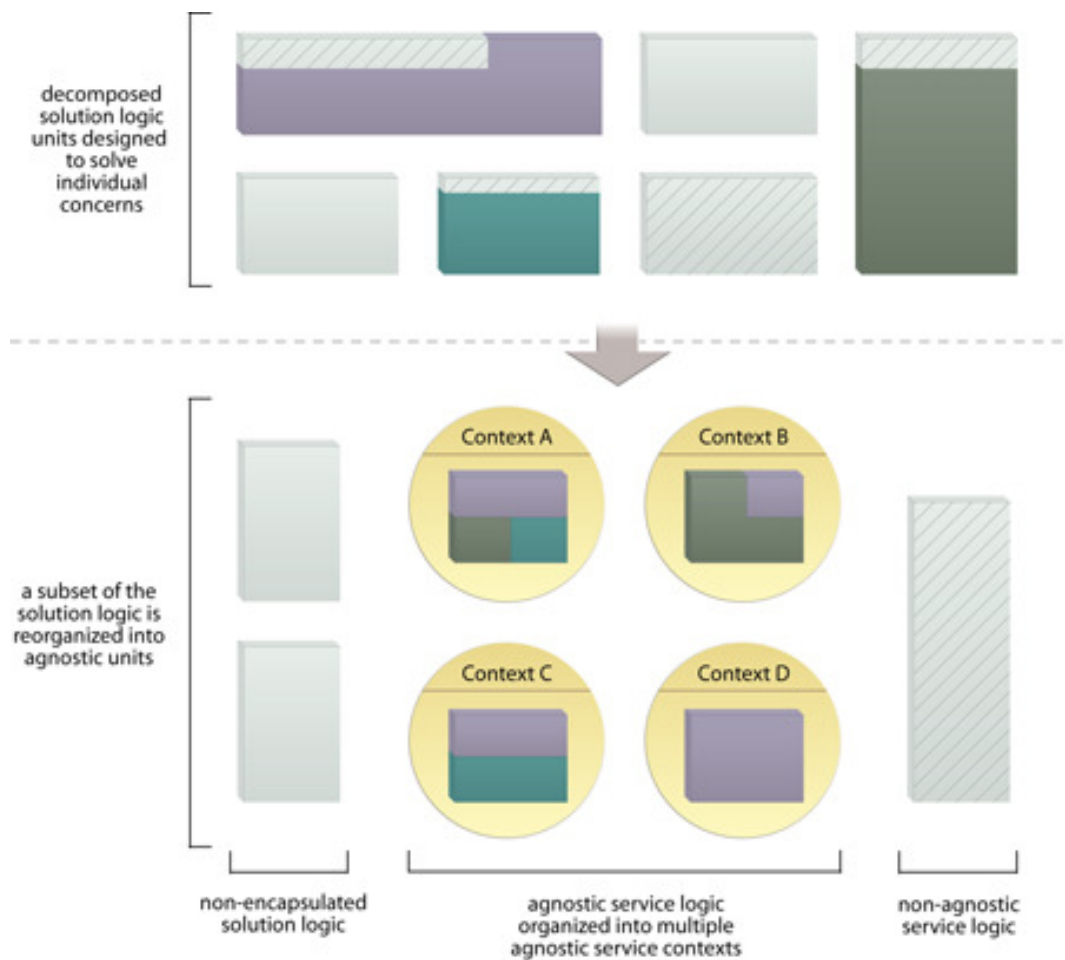 decomposed
solution logic
units designed
to solve
individual
concerns
Context A
Context B
a subset of the
solution logic is
reorganized into
agnostic units
Context C
Context D
non-encapsulated
solution logic
agnostic service logic
organized into multiple
agnostic service contexts
non-agnostic
service logic